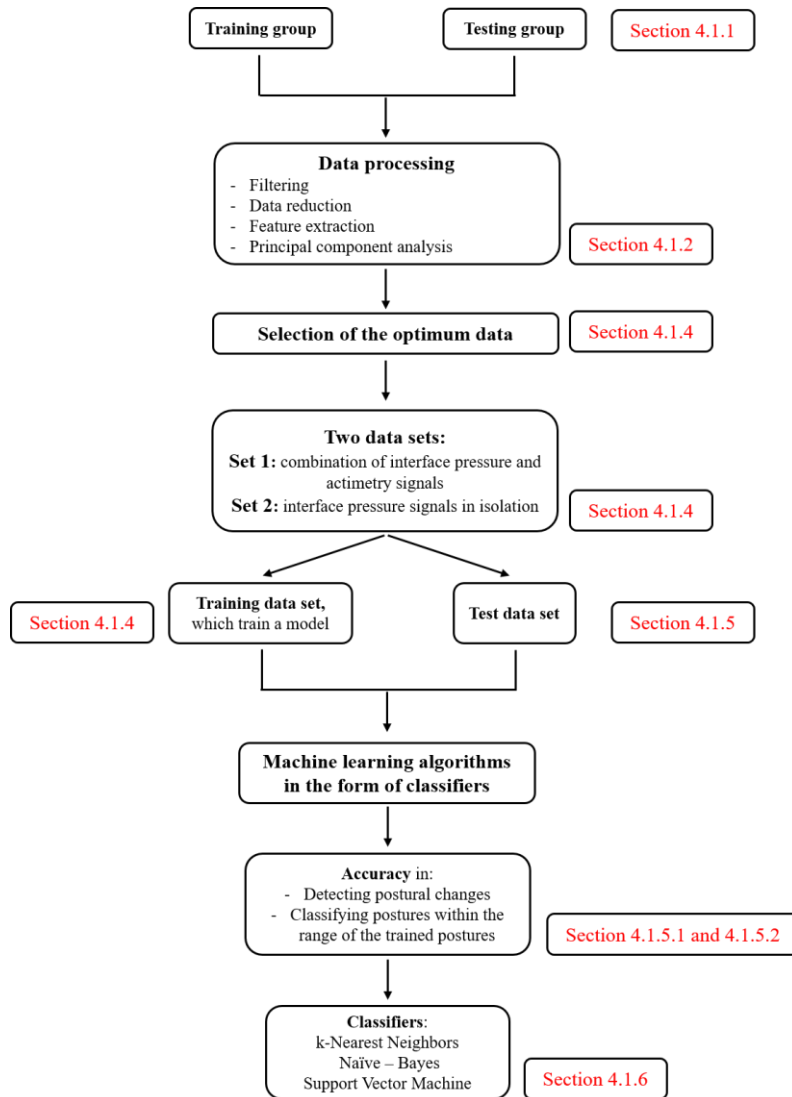 Training group
Testing group
Section 4.1.1
Data processing
- Filtering
- Data reduction
- Feature extraction
- Principal component analysis
Section 4.1.2
Selection of the optimum data
Section 4.1.4
Two data sets:
Set 1: combination of interface pressure and
actimetry signals
Set 2: interface pressure signals in isolation
Section 4.1.4
Section 4.1.4
Training data set,
which train a model
Test data set
Section 4.1.5
Machine learning algorithms
in the form of classifiers
Accuracy in:
- Detecting postural changes
- Classifying postures within the
range of the trained postures
Section 4.1.5.1 and 4.1.5.2
Classifiers:
k-Nearest Neighbors
Naïve – Bayes
Support Vector Machine
Section 4.1.6